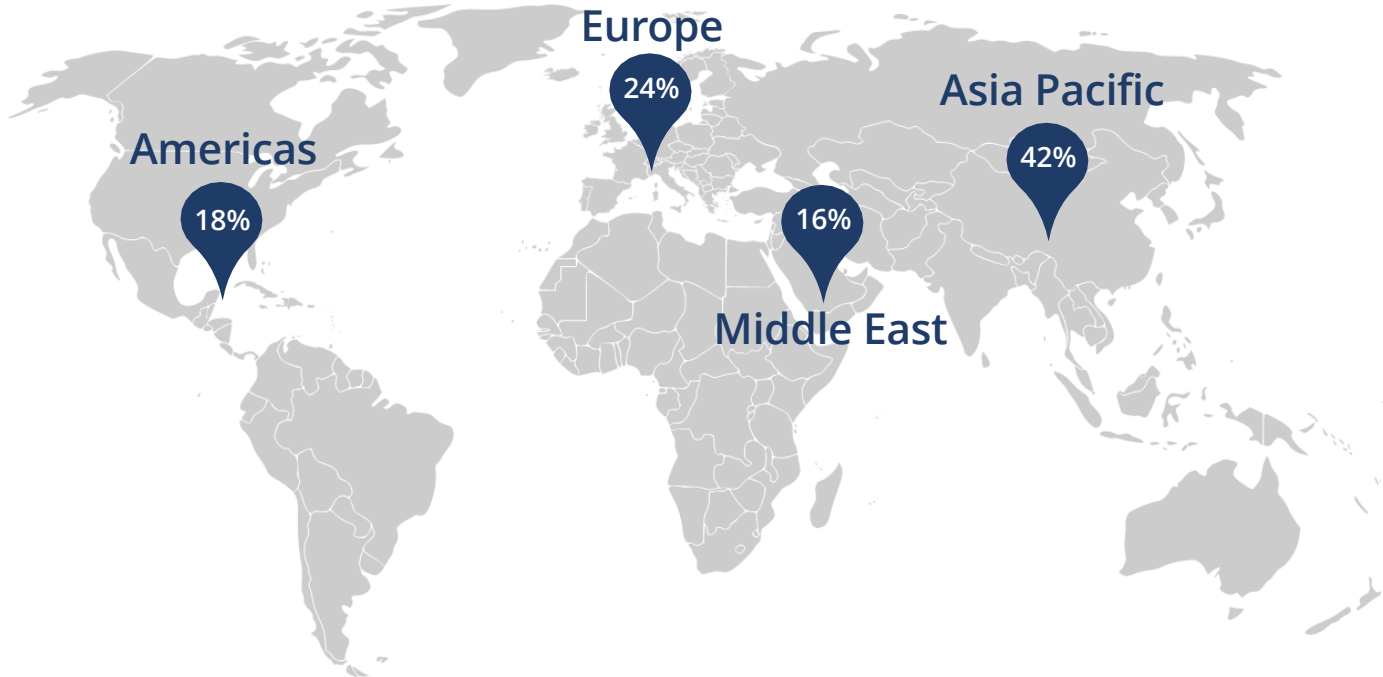 Europe
24%
Asia Pacific
42%
Americas
18%
16%
Middle East